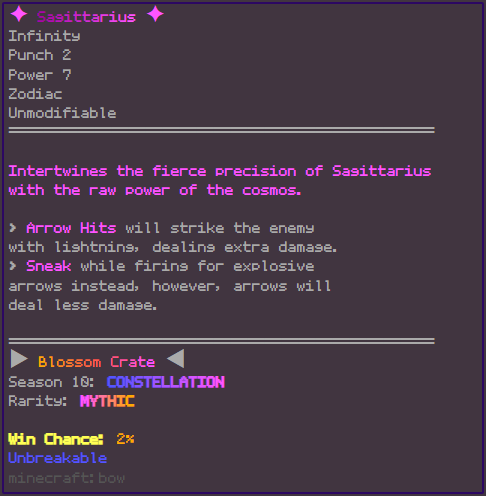 ✦ Sagittarius ✦
Infinity
Punch 2
Power 7
Zodiac
Unmodifiable
Intertwines the fierce precision of Sagittarius
with the raw power of the cosmos.
› Arrow Hits will strike the enemy
with lightning, dealing extra damage.
› Sneak while firing for explosive
arrows instead, however, arrows will
deal less damage.
▶ Blossom Crate ◀
Season 10: CONSTELLATION
Rarity: MYTHIC
Win Chance: 2%
Unbreakable
minecraft:bow